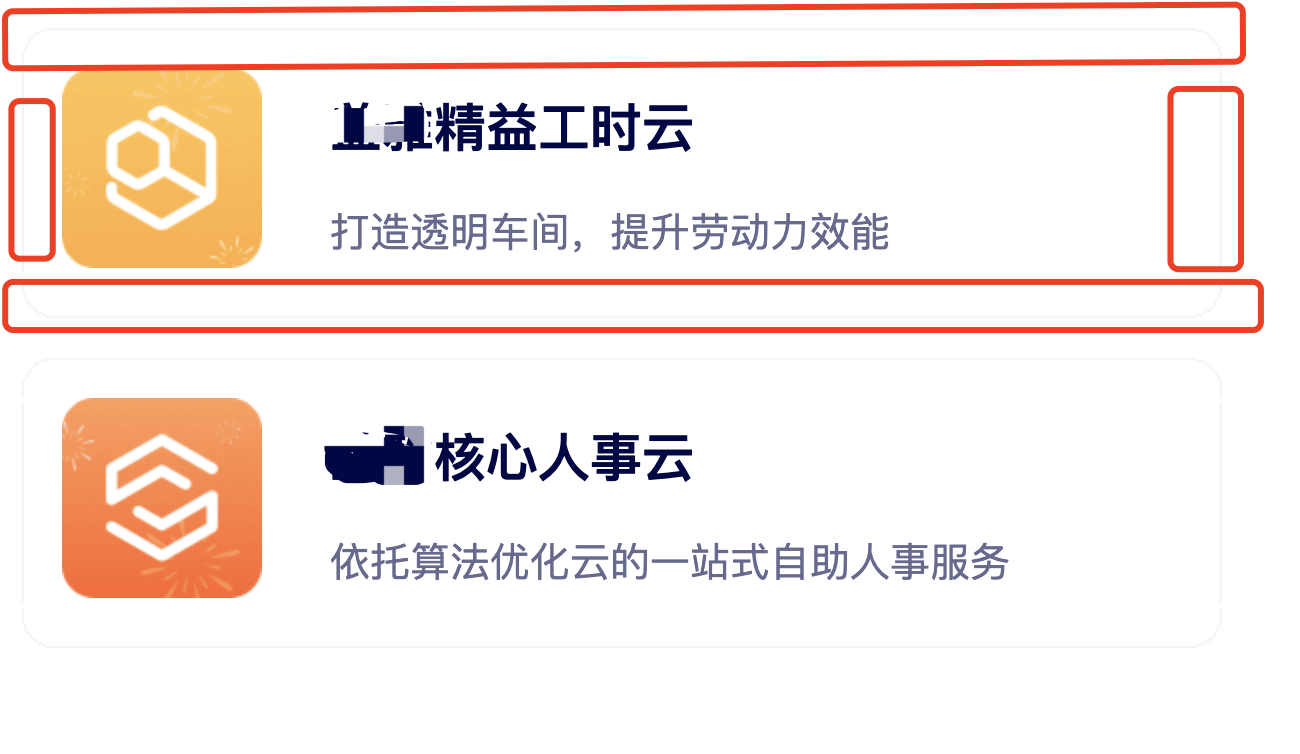 精益工时云
打造透明车间，提升劳动力效能
核心人事云
依托算法优化云的一站式自助人事服务